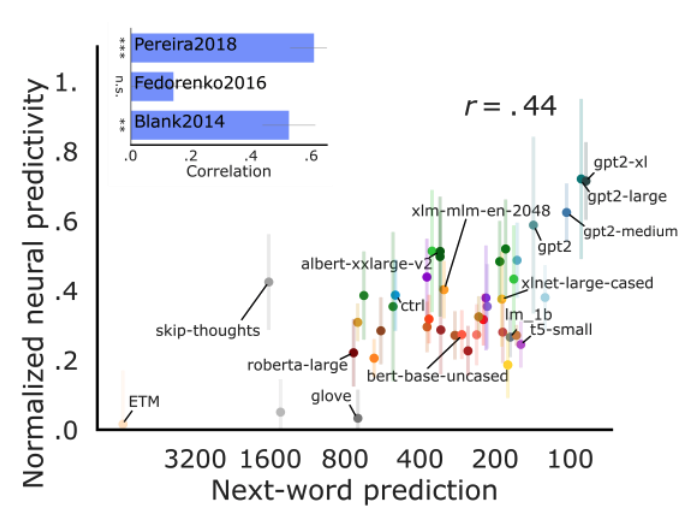 *** Pereira2018
n.s. Fedorenko2016
** Blank2014
.0 .2 .4 .6
Correlation
r = .44
Normalized neural predictivity
1.
.8
.6
.4
.2
.0
gpt2-xl
gpt2-large
xlm-mlm-en-2048
gpt2-medium
gpt2
albert-xxlarge-v2
xlnet-large-cased
ctrl
lm_1b
skip-thoughts
t5-small
roberta-large
bert-base-uncased
glove
ETM
3200 1600 800 400 200 100
Next-word prediction